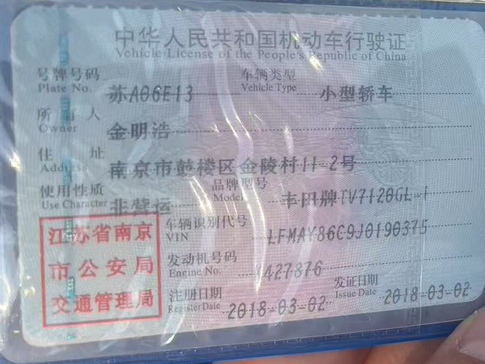 中华人民共和国机动车行驶证
Vehicle License of the People's Republic of China
号牌号码 苏A06E13 车辆类型 小型轿车
Plate No. Vehicle Type
所有人 金明浩
Owner
住址 南京市鼓楼区金陵村11-2号
Address
使用性质 非营运 品牌型号 丰田牌TV7120GL-I
Use Character Model
江苏省南京市公安局交通管理局
车辆识别代号 LFMAY86C9J0190375
VIN
发动机号码 Z427876
Engine No.
注册日期 2018-03-02 发证日期 2018-03-02
Register Date Issue Date